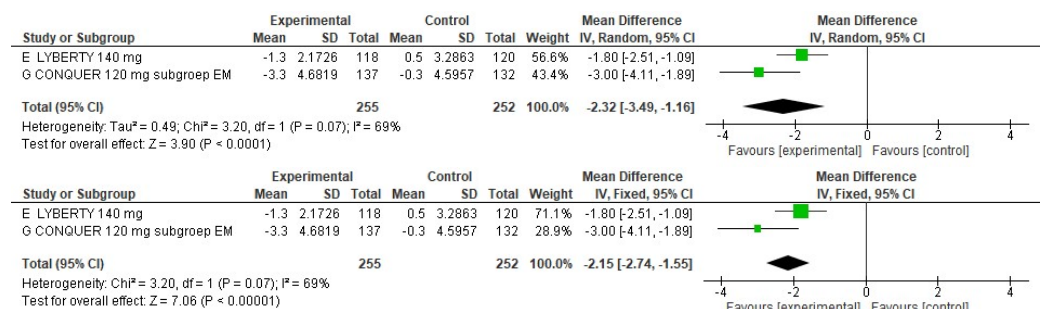 Experimental Control Mean Difference Mean Difference
Study or Subgroup Mean SD Total Mean SD Total Weight IV, Random, 95% CI IV, Random, 95% CI
E LYBERTY 140 mg -1.3 2.1726 118 0.5 3.2863 120 56.6% -1.80 [-2.51, -1.09]
G CONQUER 120 mg subgroep EM -3.3 4.6819 137 -0.3 4.5957 132 43.4% -3.00 [-4.11, -1.89]
Total (95% CI) 255 252 100.0% -2.32 [-3.49, -1.16]
Heterogeneity: Tau² = 0.49; Chi² = 3.20, df = 1 (P = 0.07); I² = 69%
Test for overall effect: Z = 3.90 (P < 0.0001)
-4 -2 0 2 4
Favours [experimental] Favours [control]
Experimental Control Mean Difference Mean Difference
Study or Subgroup Mean SD Total Mean SD Total Weight IV, Fixed, 95% CI IV, Fixed, 95% CI
E LYBERTY 140 mg -1.3 2.1726 118 0.5 3.2863 120 71.1% -1.80 [-2.51, -1.09]
G CONQUER 120 mg subgroep EM -3.3 4.6819 137 -0.3 4.5957 132 28.9% -3.00 [-4.11, -1.89]
Total (95% CI) 255 252 100.0% -2.15 [-2.74, -1.55]
Heterogeneity: Chi² = 3.20, df = 1 (P = 0.07); I² = 69%
Test for overall effect: Z = 7.06 (P < 0.00001)
-4 -2 0 2 4
Favours [experimental] Favours [control]